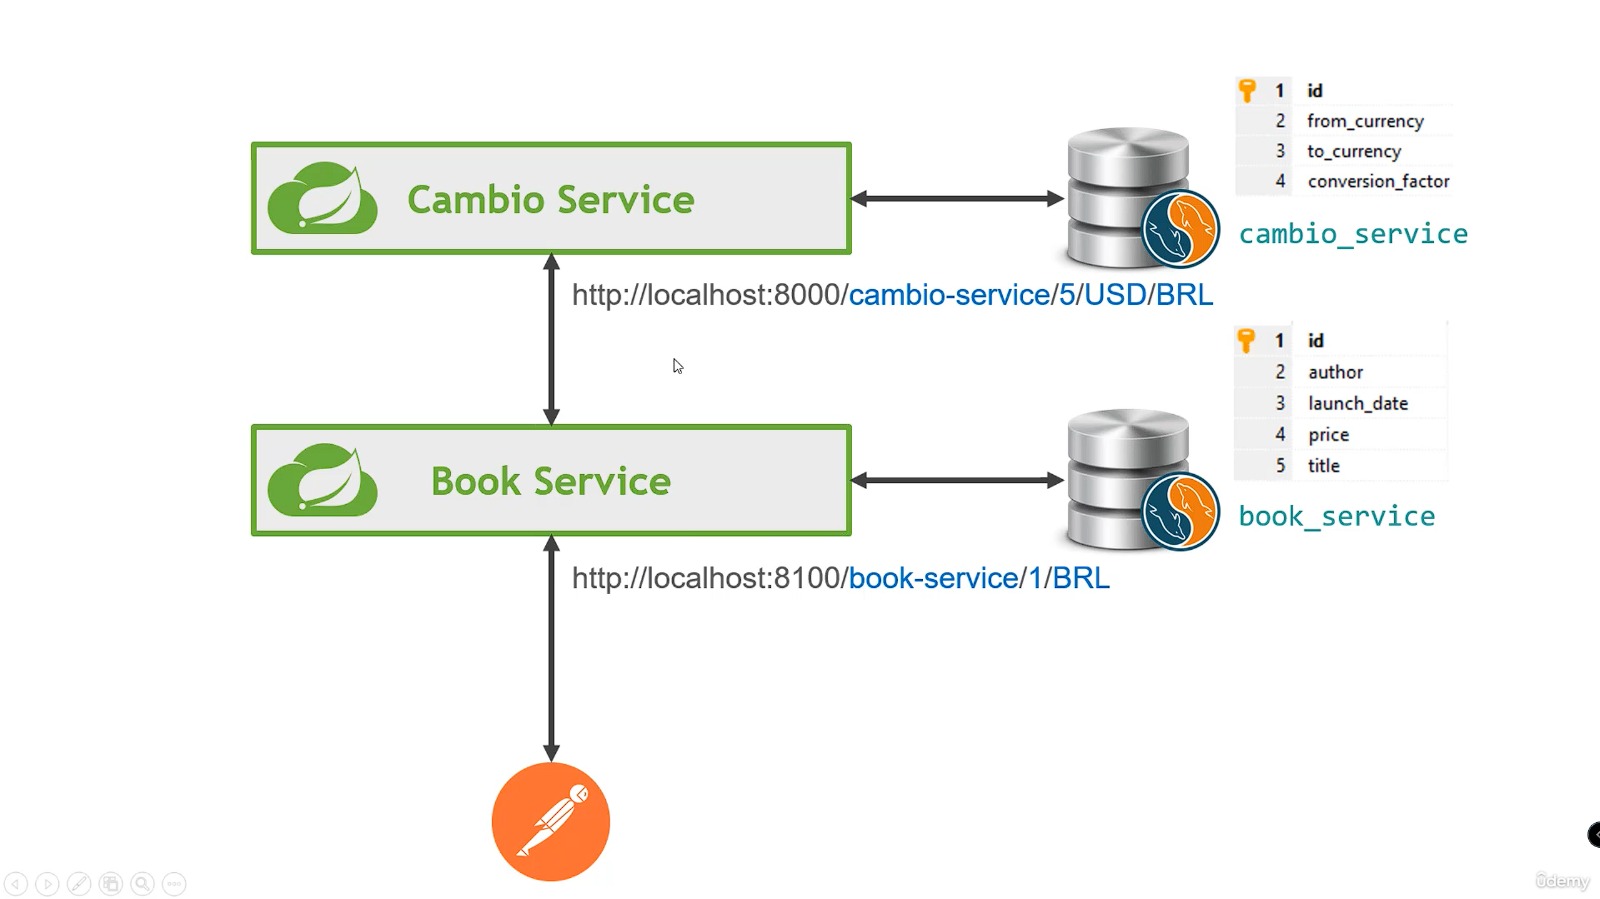 1 id
2 from_currency
3 to_currency
4 conversion_factor
Cambio Service
cambio_service
http://localhost:8000/cambio-service/5/USD/BRL
1 id
2 author
3 launch_date
4 price
5 title
Book Service
book_service
http://localhost:8100/book-service/1/BRL
ûdemy